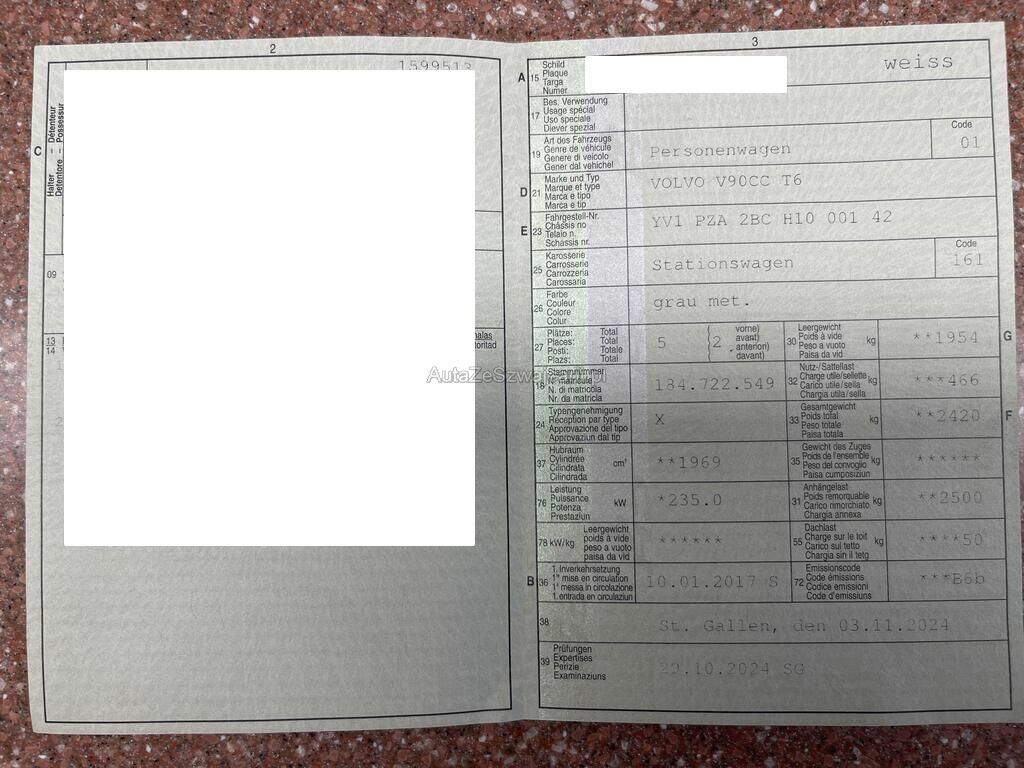 2
1599513
C
Halter – Détenteur
Detentore – Possessur
09
13
14
3
A 15 Schild
Plaque
Targa
Numer
weiss
17 Bes. Verwendung
Usage spécial
Uso speciale
Diever spezial
19 Art des Fahrzeugs
Genre de véhicule
Genere di veicolo
Gener dal vehichel
Personenwagen
Code
01
D 21 Marke und Typ
Marque et type
Marca e tipo
Marca e tip
VOLVO V90CC T6
E 23 Fahrgestell-Nr.
Châssis no
Telaio n.
Schassis nr.
YV1 PZA 2BC H10 001 42
25 Karosserie
Carrosserie
Carrozzeria
Carossaria
Stationswagen
Code
161
26 Farbe
Couleur
Colore
Colur
grau met.
27 Plätze: Total
Places: Total
Posti: Totale
Plazs: Total
5
2
vorne)
avant)
anterion)
davant)
30 Leergewicht
Poids à vide
Peso a vuoto
Paisa da vid
kg
**1954
G
18 Stammnummer
N° matricule
N. di matricola
Nr. da matricla
184.722.549
32 Nutz-/Sattellast
Charge utile/sellette
Carico utile/sella
Chargia utila/sella
kg
***466
24 Typengenehmigung
Réception par type
Approvazione del tipo
Approvaziun dal tip
X
33 Gesamtgewicht
Poids total
Peso totale
Paisa totala
kg
**2420
F
37 Hubraum
Cylindrée
Cilindrata
Cilindrada
cm³
**1969
35 Gewicht des Zuges
Poids de l'ensemble
Peso del convoglio
Paisa cumposiziun
kg
******
76 Leistung
Puissance
Potenza
Prestaziun
kW
*235.0
31 Anhängelast
Poids remorquable
Carico rimorchiato
Chargia annexa
kg
**2500
78 kW/kg
Leergewicht
poids à vide
peso a vuoto
paisa da vid
******
55 Dachlast
Charge sur le toit
Carico sul tetto
Chargia sin il tetg
kg
****50
B 36 1. Inverkehrsetzung
1re mise en circulation
1a messa in circolazione
1. entrada en circulaziun
10.01.2017 S
72 Emissionscode
Code émissions
Codice emissioni
Code d'emissiuns
***B6b
38
St. Gallen, den 03.11.2024
39 Prüfungen
Expertises
Perizie
Examinaziuns
29.10.2024 SG
AutaZeSzwajcarii.pl